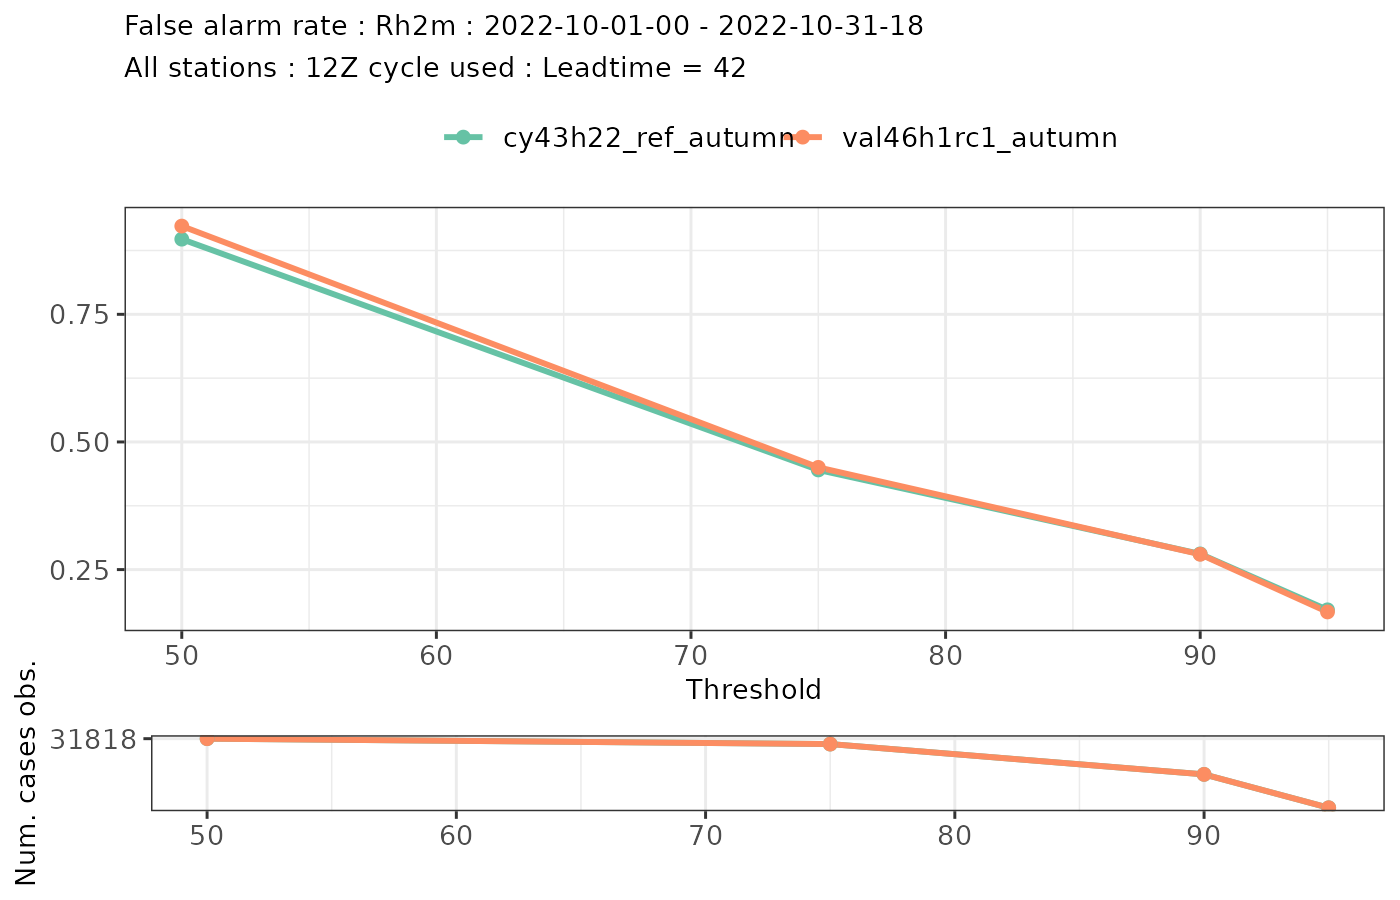 False alarm rate : Rh2m : 2022-10-01-00 - 2022-10-31-18
All stations : 12Z cycle used : Leadtime = 42
cy43h22_ref_autumn val46h1rc1_autumn
0.75
0.50
0.25
50 60 70 80 90
Threshold
Num. cases obs.
31818
50 60 70 80 90